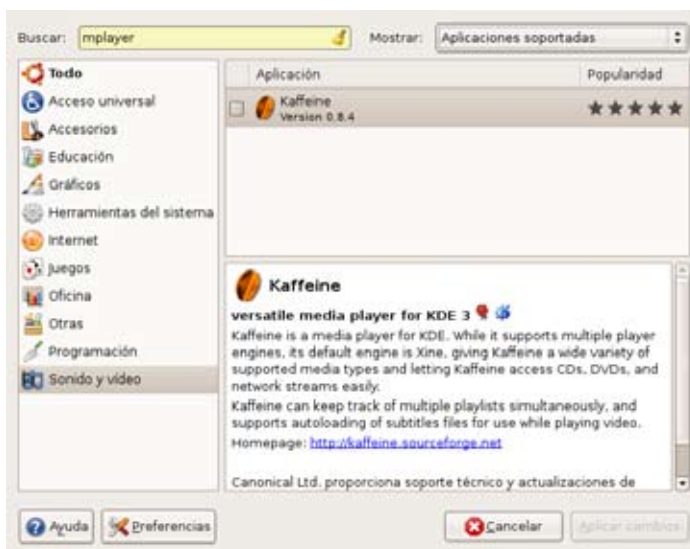 Buscar: mplayer Mostrar: Aplicaciones soportadas
Todo
Acceso universal
Accesorios
Educación
Gráficos
Herramientas del sistema
Internet
Juegos
Oficina
Otras
Programación
Sonido y vídeo
Aplicación Popularidad
Kaffeine
Version 0.8.4
Kaffeine
versatile media player for KDE 3
Kaffeine is a media player for KDE. While it supports multiple player
engines, its default engine is Xine, giving Kaffeine a wide variety of
supported media types and letting Kaffeine access CDs, DVDs, and
network streams easily.
Kaffeine can keep track of multiple playlists simultaneously, and
supports autoloading of subtitles files for use while playing video.
Homepage: http://kaffeine.sourceforge.net
Canonical Ltd. proporciona soporte técnico y actualizaciones de
Ayuda Preferencias Cancelar Aplicar cambios